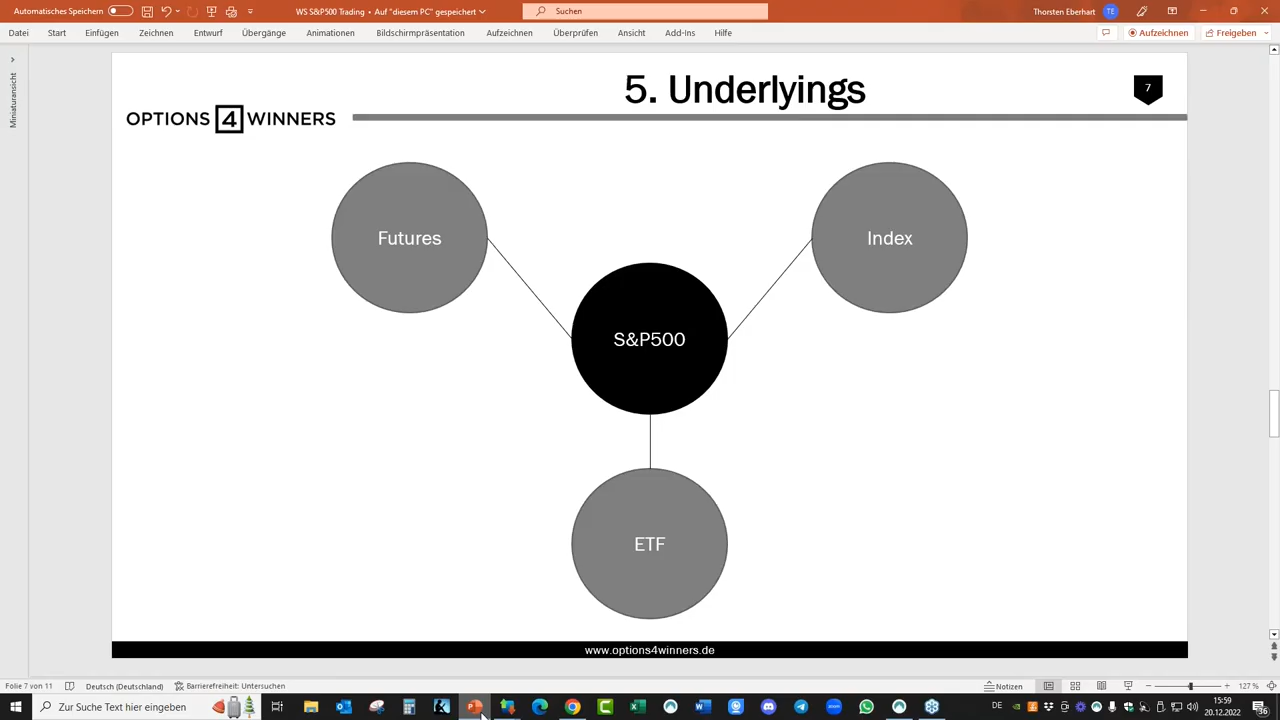 Automatisches Speichern
WS S&P500 Trading • Auf "diesem PC" gespeichert
Suchen
Thorsten Eberhart
TE
Datei
Start
Einfügen
Zeichnen
Entwurf
Übergänge
Animationen
Bildschirmpräsentation
Aufzeichnen
Überprüfen
Ansicht
Add-Ins
Hilfe
Aufzeichnen
Freigeben
Miniaturansicht
5. Underlyings
7
OPTIONS 4 WINNERS
Futures
Index
S&P500
ETF
www.options4winners.de
Folie 7 von 11
Deutsch (Deutschland)
Barrierefreiheit: Untersuchen
Notizen
127 %
Zur Suche Text hier eingeben
DE
15:59
20.12.2022